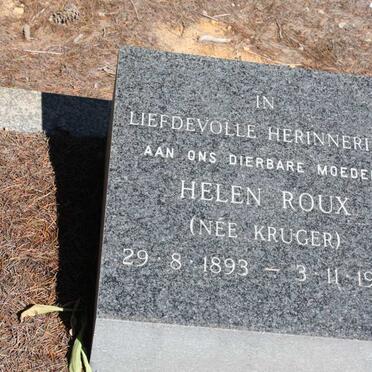 IN
LIEFDEVOLLE HERINNERI
AAN ONS DIERBARE MOEDE
HELEN ROUX
(NÉE KRUGER)
29·8·1893 – 3·11·19